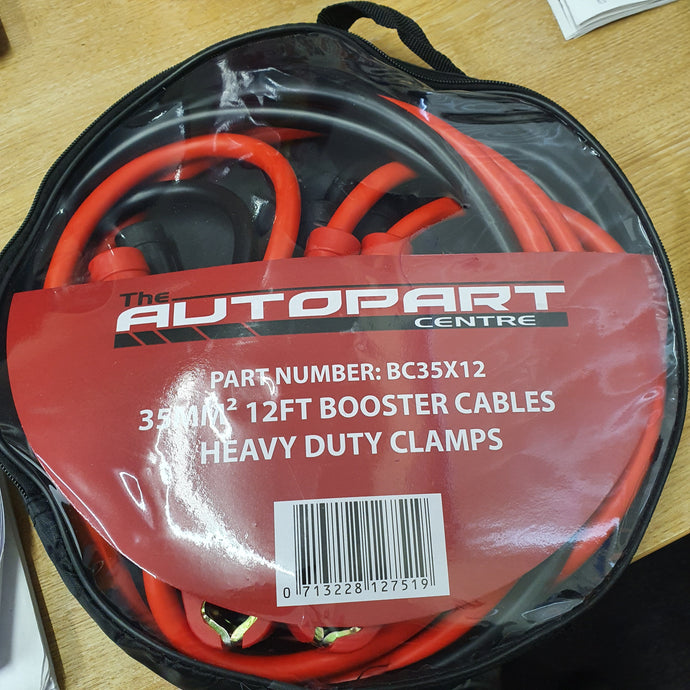 The
AUTOPART
CENTRE
PART NUMBER: BC35X12
35MM² 12FT BOOSTER CABLES
HEAVY DUTY CLAMPS
0 713228 127519